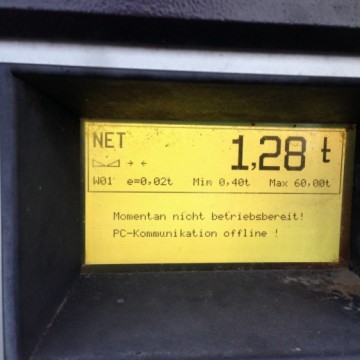 NET 1,28 t
→ ←
W01 e=0,02t Min 0,40t Max 60,00t
Momentan nicht betriebsbereit!
PC-Kommunikation offline !